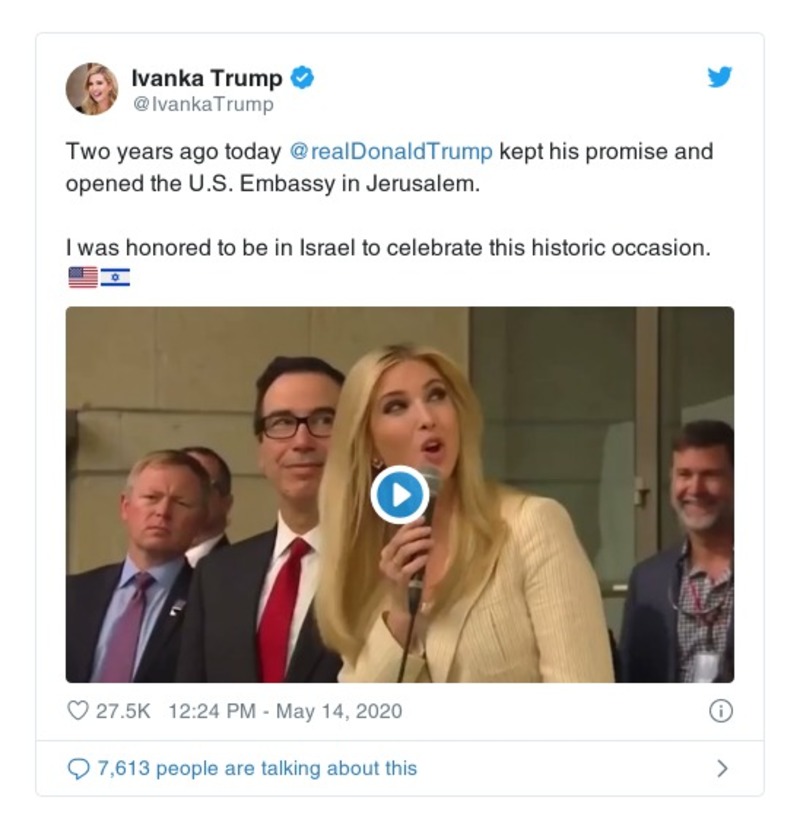 Ivanka Trump
@IvankaTrump
Two years ago today @realDonaldTrump kept his promise and
opened the U.S. Embassy in Jerusalem.
I was honored to be in Israel to celebrate this historic occasion.
🇺🇸🇮🇱
27.5K 12:24 PM - May 14, 2020
7,613 people are talking about this